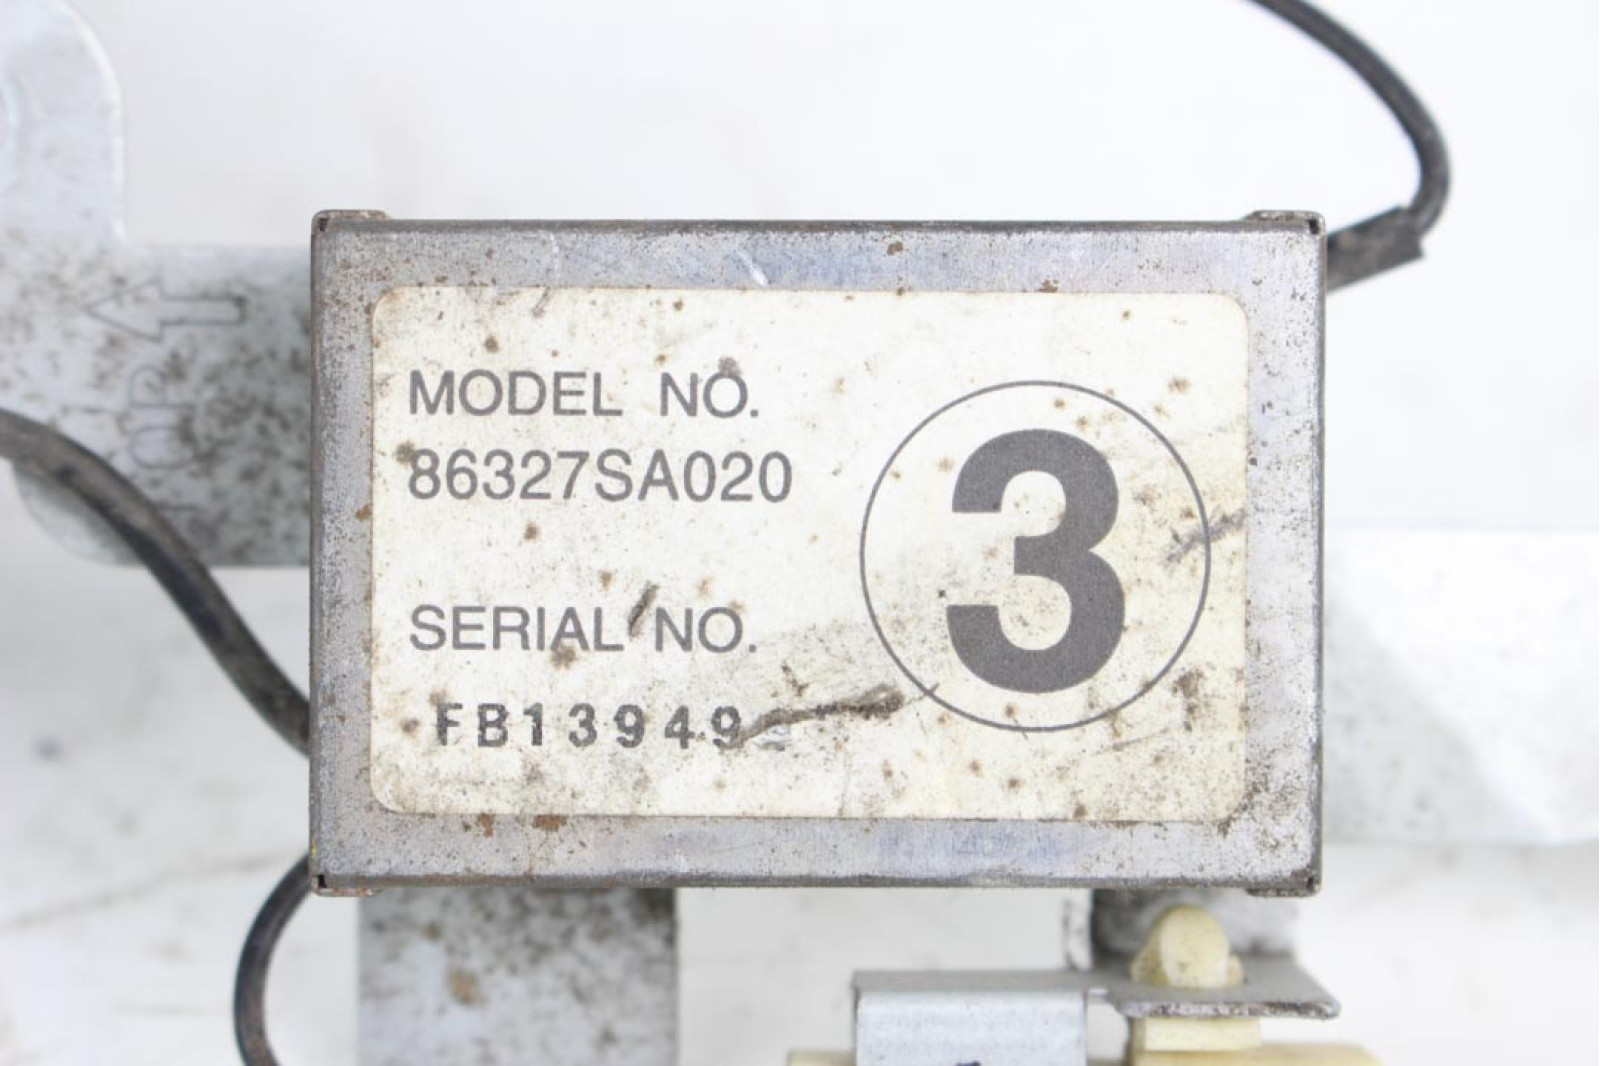 MODEL NO.
86327SA020
3
SERIAL NO.
FB13949